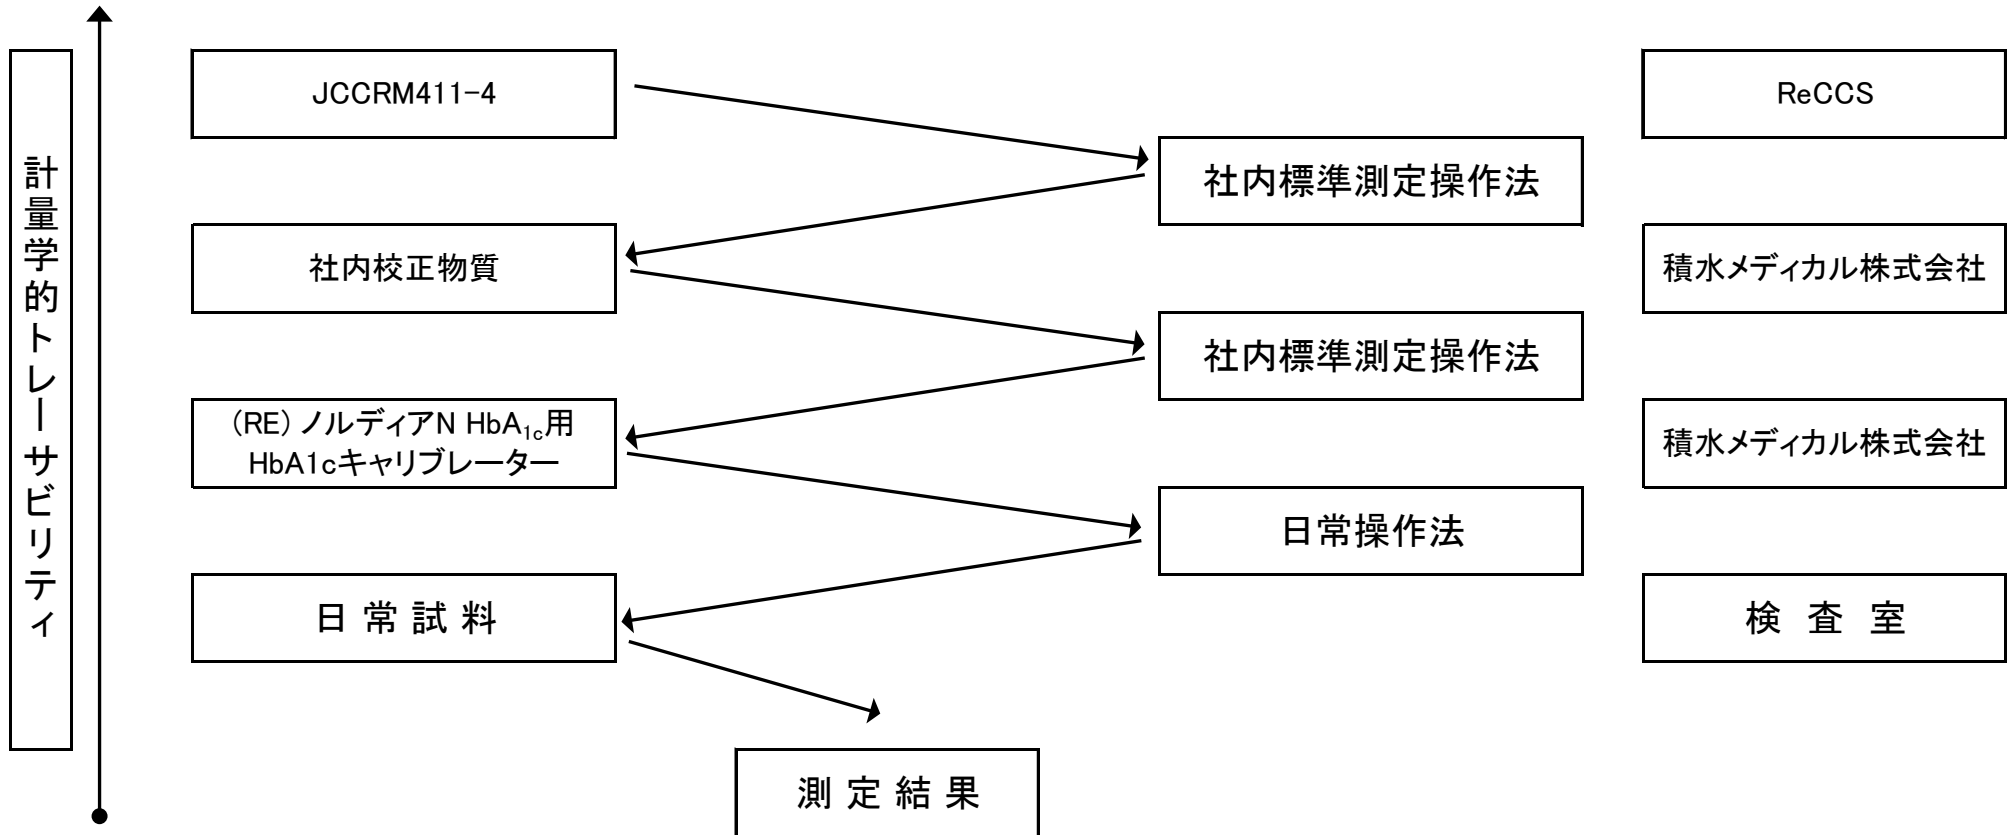 計量学的トレーサビリティ
JCCRM411-4
ReCCS
社内標準測定操作法
社内校正物質
積水メディカル株式会社
社内標準測定操作法
(RE) ノルディアN HbA1c用
HbA1cキャリブレーター
積水メディカル株式会社
日常操作法
日 常 試 料
検 査 室
測 定 結 果